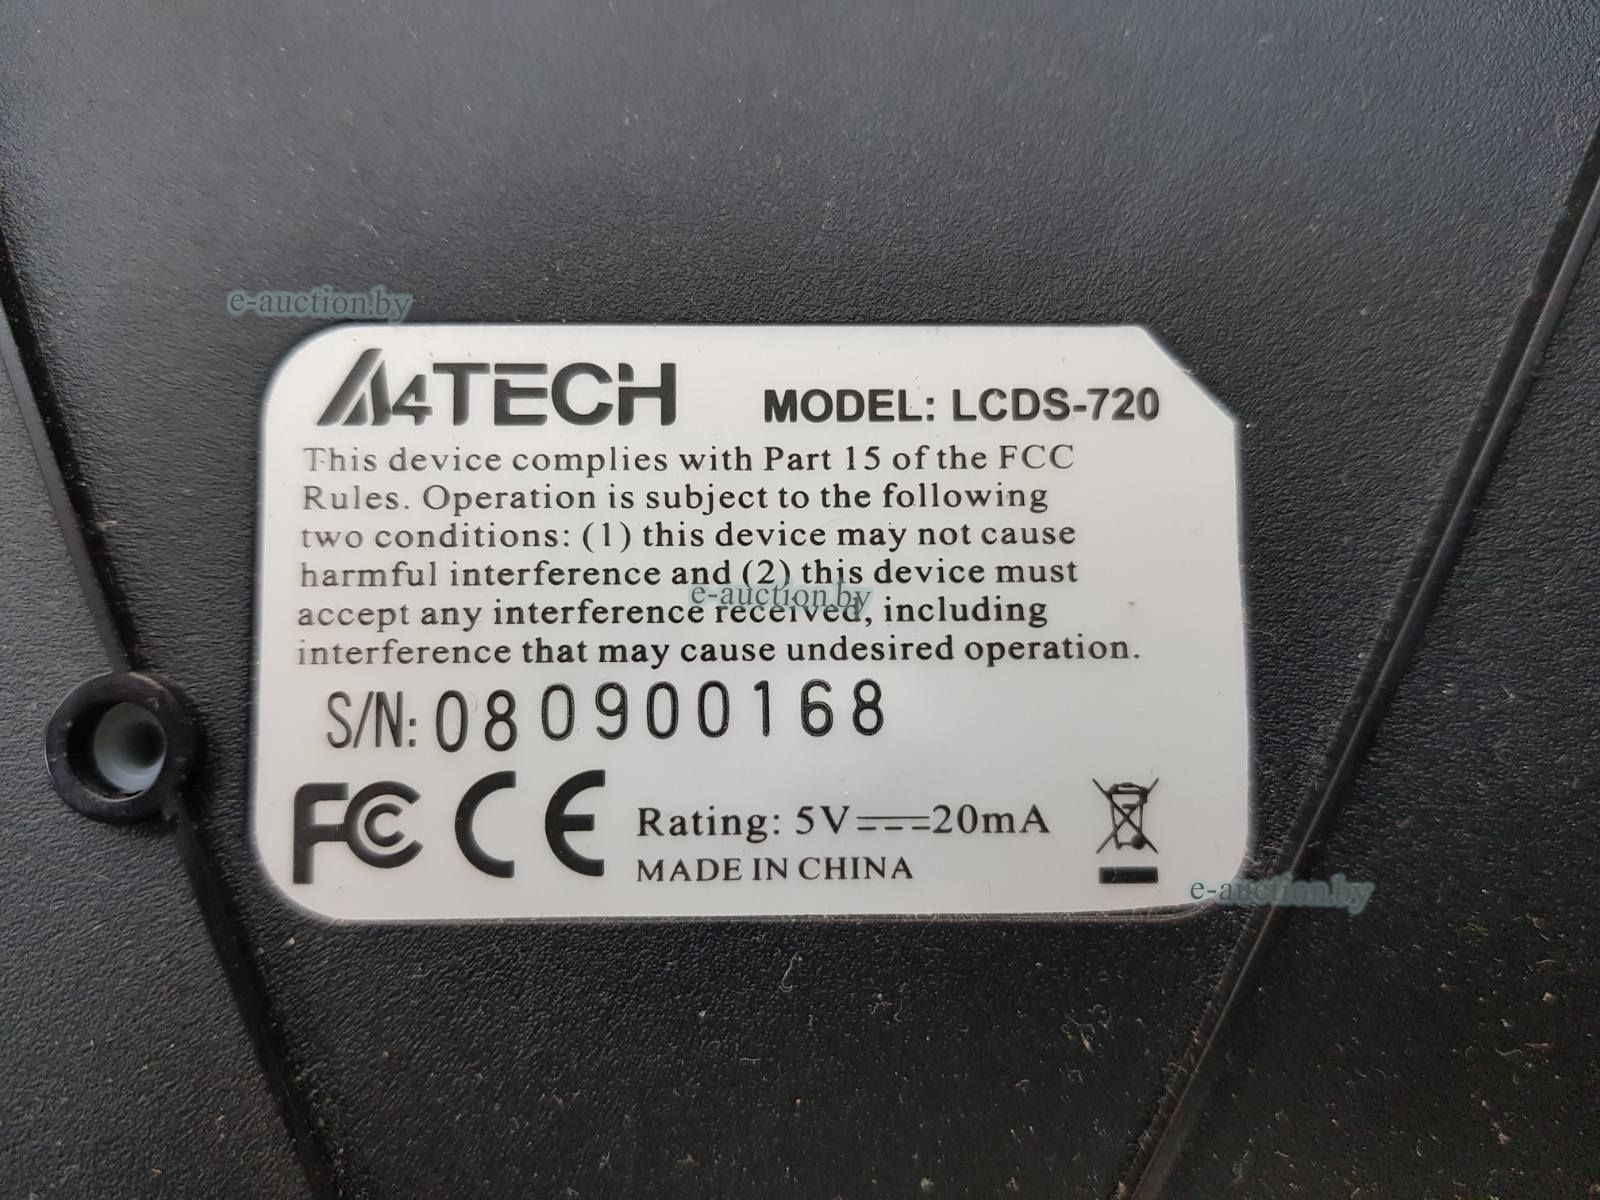 e-auction.by
A4TECH MODEL: LCDS-720
This device complies with Part 15 of the FCC
Rules. Operation is subject to the following
two conditions: (1) this device may not cause
harmful interference and (2) this device must
e-auction.by
accept any interference received, including
interference that may cause undesired operation.
S/N: 080900168
FC CE Rating: 5V⎓20mA
MADE IN CHINA
e-auction.by